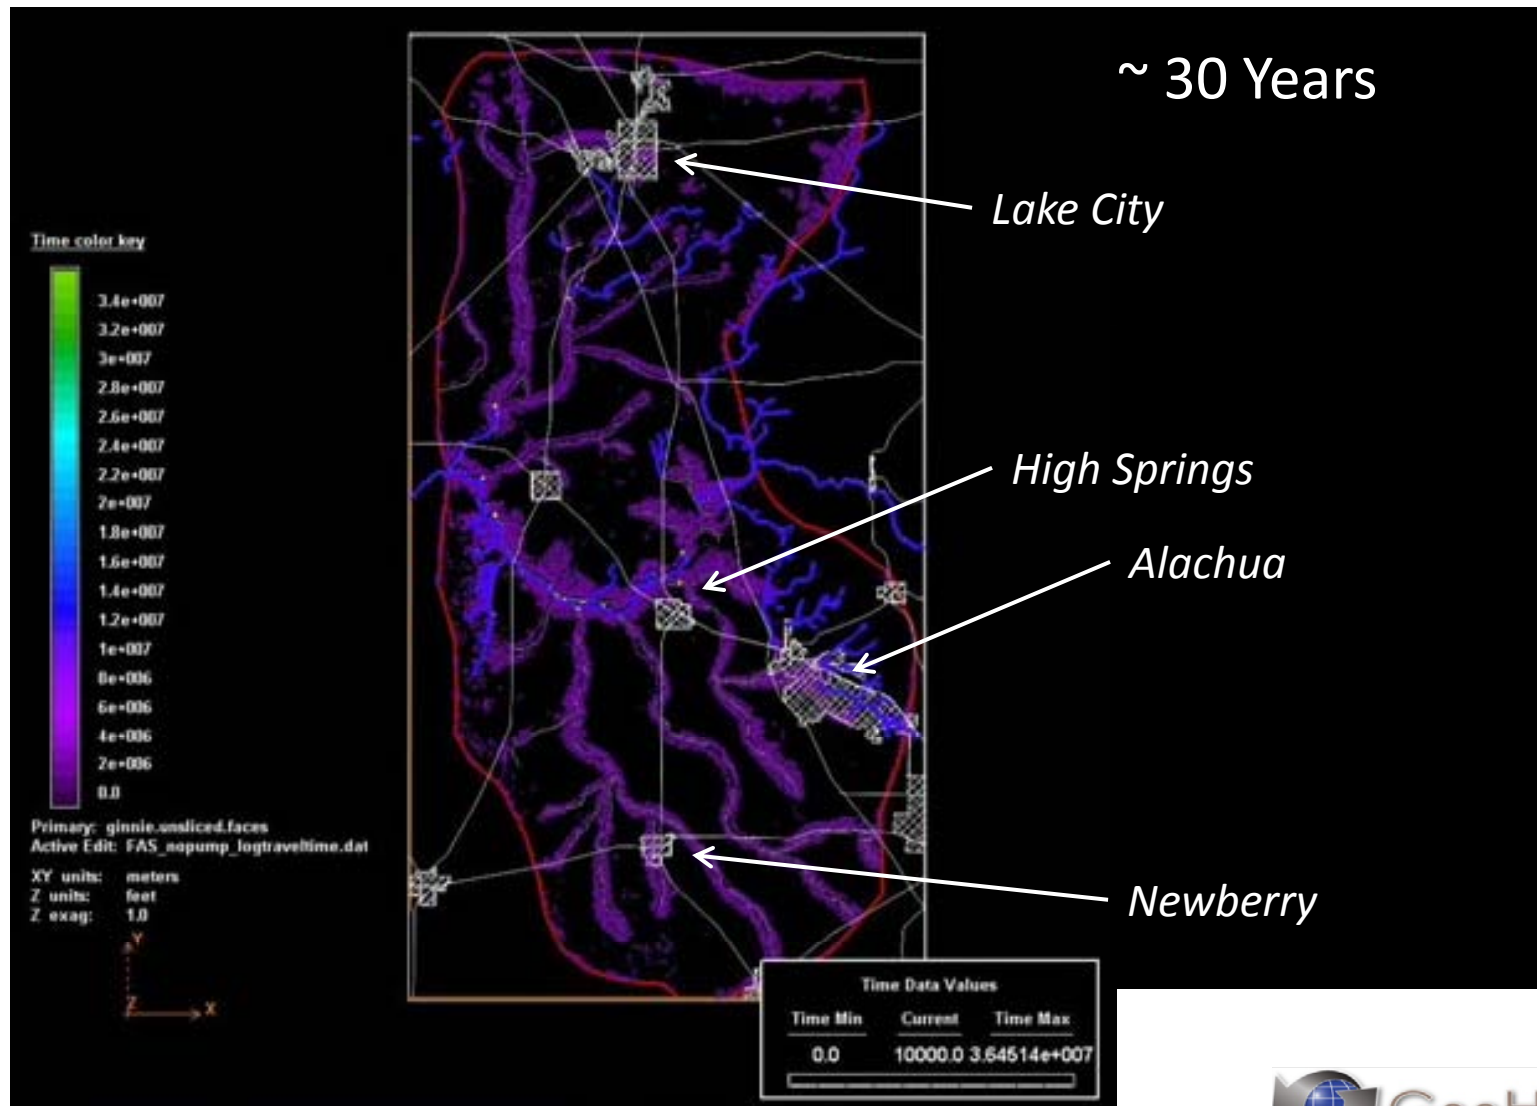 ~ 30 Years
Lake City
High Springs
Alachua
Newberry
Time color key
3.4e+007
3.2e+007
3e+007
2.8e+007
2.6e+007
2.4e+007
2.2e+007
2e+007
1.8e+007
1.6e+007
1.4e+007
1.2e+007
1e+007
8e+006
6e+006
4e+006
2e+006
0.0
Primary: ginnie.unsliced.faces
Active Edit: FAS_nopump_logtraveltime.dat
XY units: meters
Z units: feet
Z exag: 1.0
Y
Z X
Time Data Values
Time Min Current Time Max
0.0 10000.0 3.64514e+007